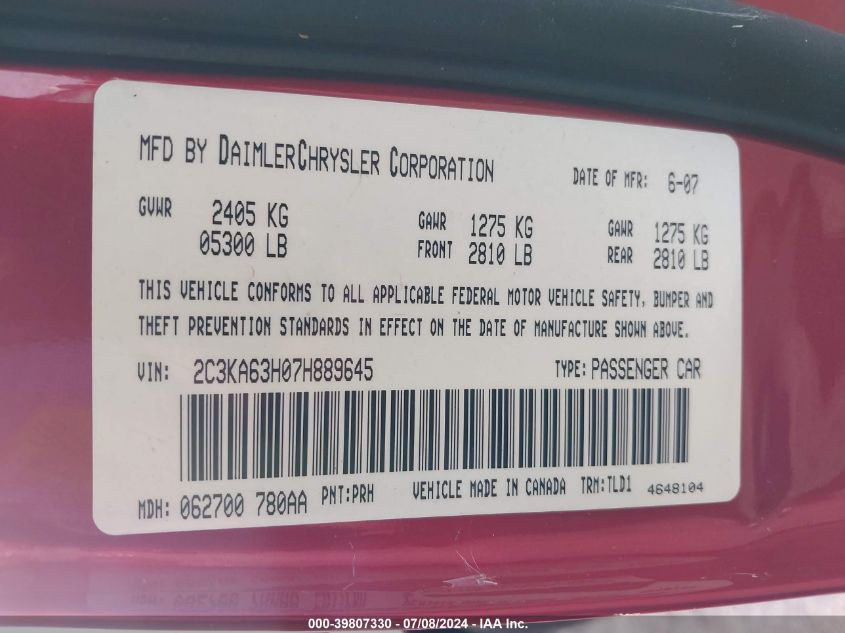 MFD BY DAIMLERCHRYSLER CORPORATION DATE OF MFR: 6-07
GVWR 2405 KG GAWR 1275 KG GAWR 1275 KG
05300 LB FRONT 2810 LB REAR 2810 LB
THIS VEHICLE CONFORMS TO ALL APPLICABLE FEDERAL MOTOR VEHICLE SAFETY, BUMPER AND
THEFT PREVENTION STANDARDS IN EFFECT ON THE DATE OF MANUFACTURE SHOWN ABOVE.
VIN: 2C3KA63H07H889645 TYPE: PASSENGER CAR
MDH: 062700 780AA PNT:PRH VEHICLE MADE IN CANADA TRM:TLD1 4648104
000-39807330 - 07/08/2024 - IAA Inc.